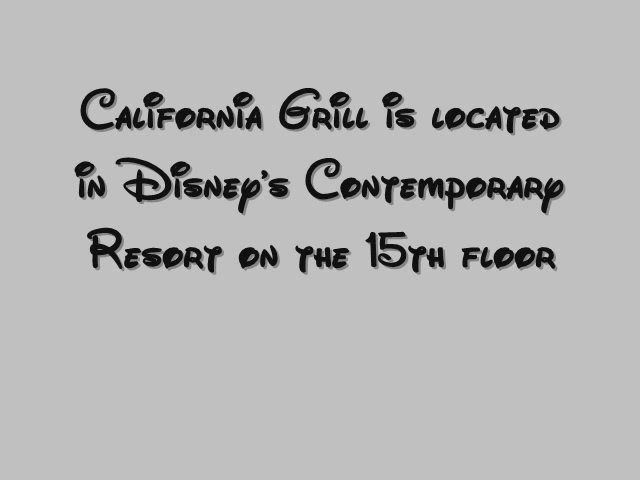 California Grill is located
in Disney's Contemporary
Resort on the 15th floor